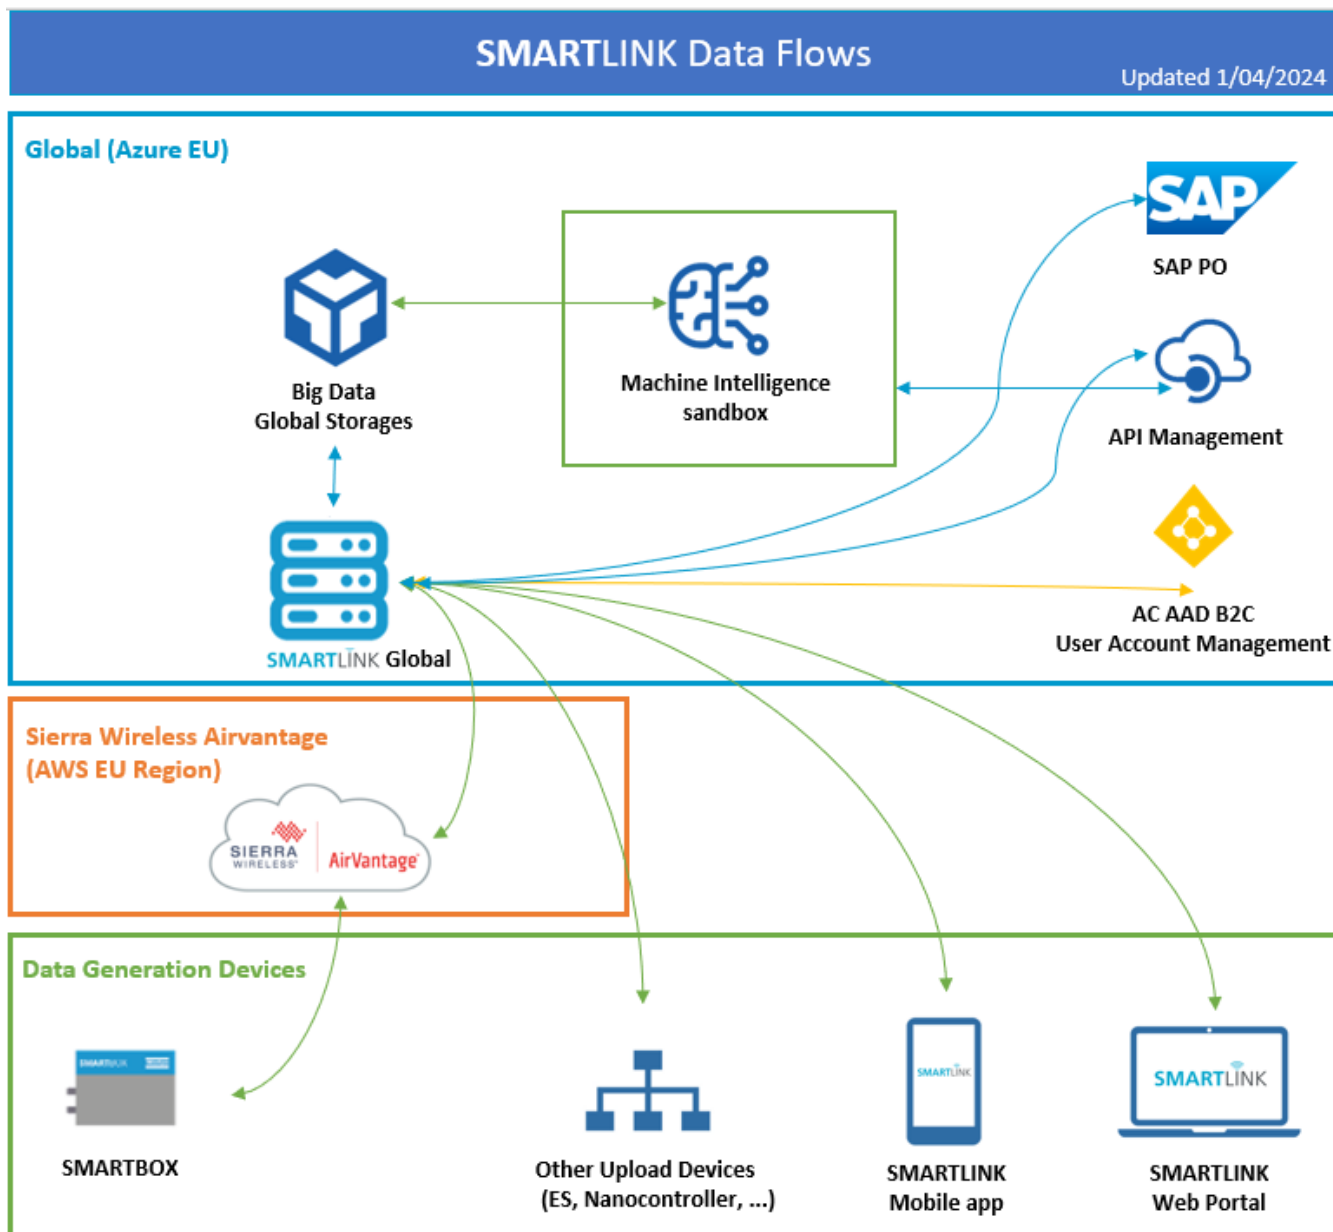 SMARTLINK Data Flows
Updated 1/04/2024
Global (Azure EU)
SAP
SAP PO
Big Data
Global Storages
Machine Intelligence
sandbox
API Management
AC AAD B2C
User Account Management
SMARTLINK Global
Sierra Wireless Airvantage
(AWS EU Region)
SIERRA
WIRELESS
AirVantage
Data Generation Devices
SMARTLINK
SMARTBOX
Other Upload Devices
(ES, Nanocontroller, ...)
SMARTLINK
SMARTLINK
Mobile app
SMARTLINK
SMARTLINK
Web Portal